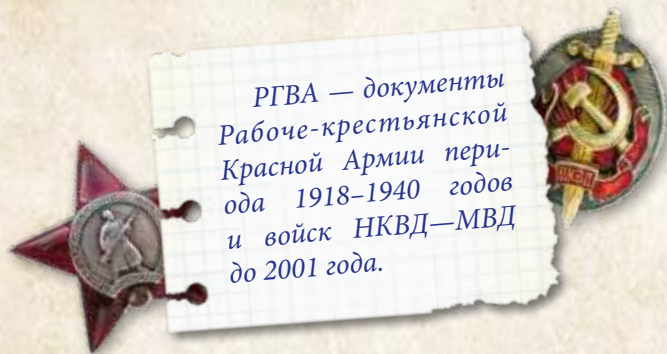 РГВА — документы
Рабоче-крестьянской
Красной Армии пери-
ода 1918–1940 годов
и войск НКВД—МВД
до 2001 года.